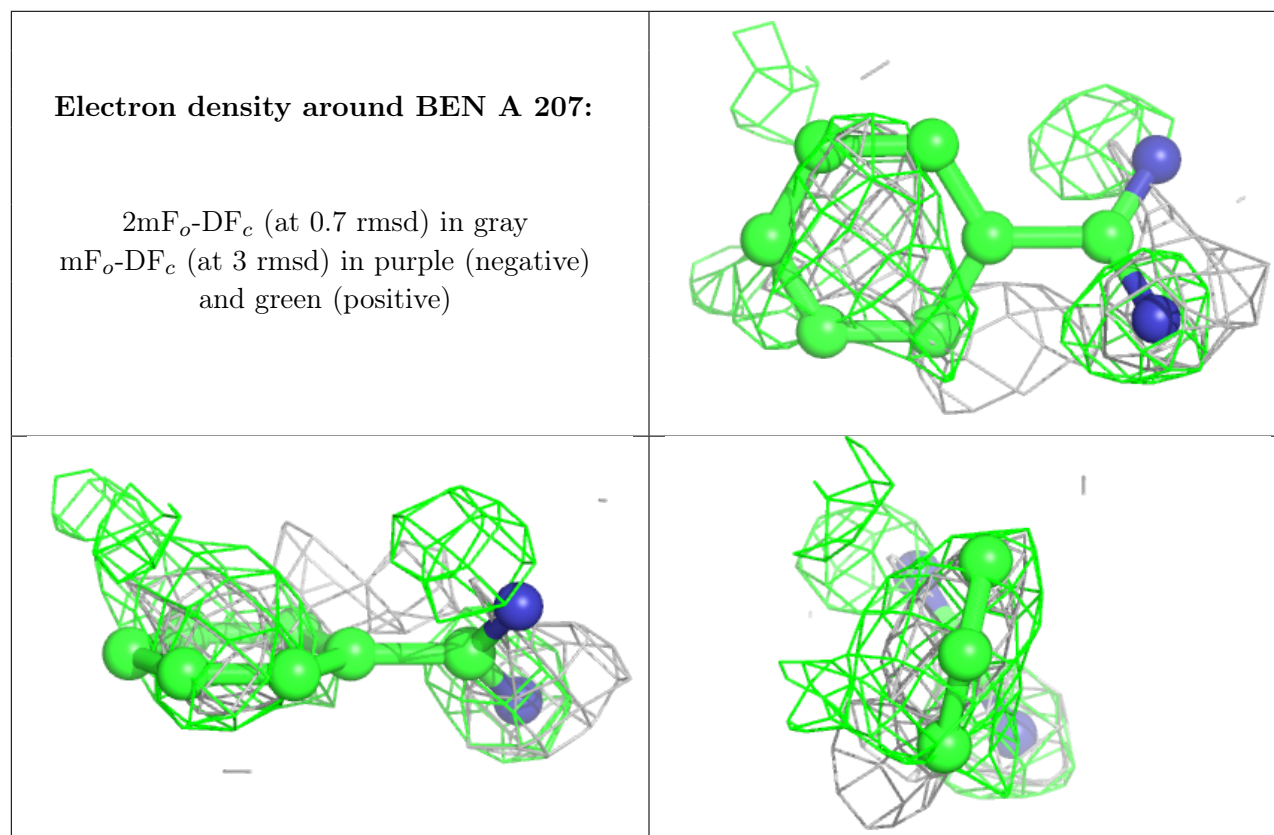 Electron density around BEN A 207:
2mFo-DFc (at 0.7 rmsd) in gray
mFo-DFc (at 3 rmsd) in purple (negative)
and green (positive)